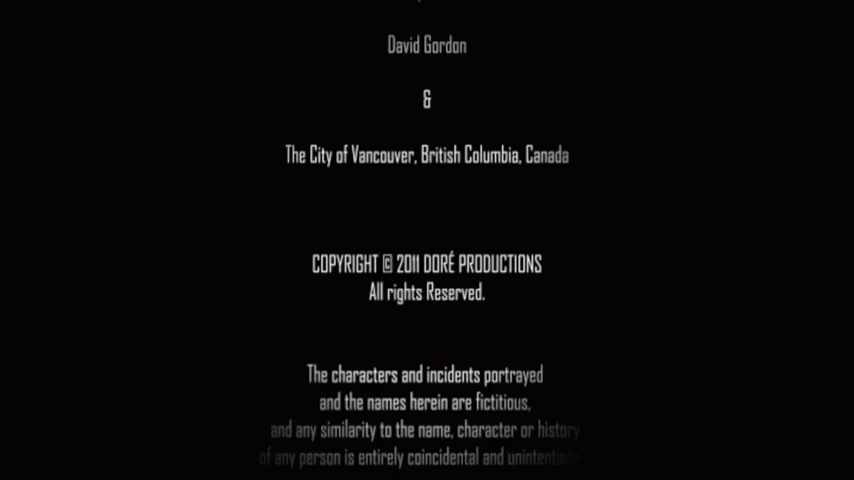 David Gordon
&
The City of Vancouver, British Columbia, Canada
COPYRIGHT © 2011 DORÉ PRODUCTIONS
All rights Reserved.
The characters and incidents portrayed
and the names herein are fictitious,
and any similarity to the name, character or history
of any person is entirely coincidental and